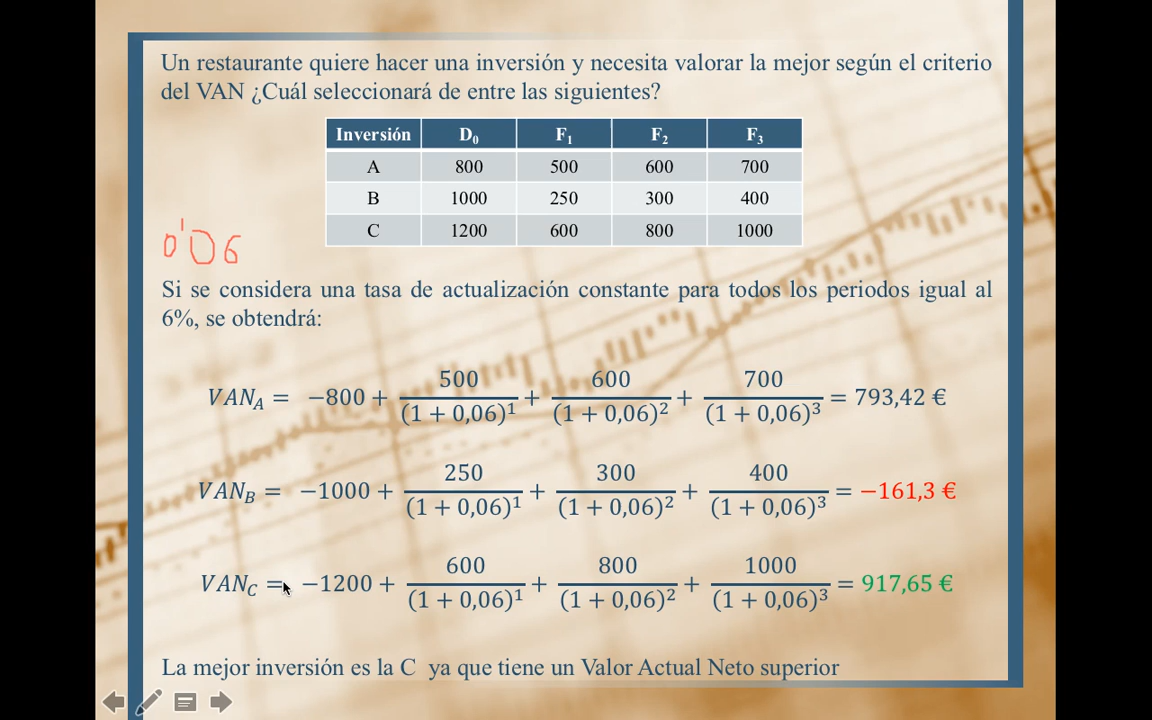 Un restaurante quiere hacer una inversión y necesita valorar la mejor según el criterio
del VAN ¿Cuál seleccionará de entre las siguientes?
Inversión D₀ F₁ F₂ F₃
A 800 500 600 700
B 1000 250 300 400
C 1200 600 800 1000
0'06
Si se considera una tasa de actualización constante para todos los periodos igual al
6%, se obtendrá:
VAN_A = −800 + 500/(1 + 0,06)¹ + 600/(1 + 0,06)² + 700/(1 + 0,06)³ = 793,42 €
VAN_B = −1000 + 250/(1 + 0,06)¹ + 300/(1 + 0,06)² + 400/(1 + 0,06)³ = −161,3 €
VAN_C = −1200 + 600/(1 + 0,06)¹ + 800/(1 + 0,06)² + 1000/(1 + 0,06)³ = 917,65 €
La mejor inversión es la C ya que tiene un Valor Actual Neto superior